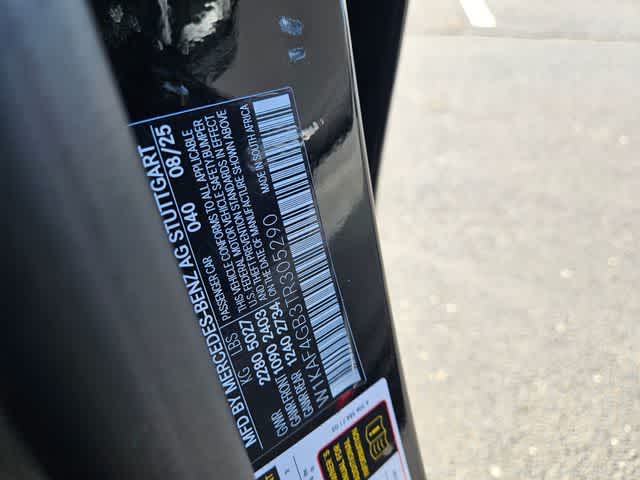 MFD BY MERCEDES-BENZ AG STUTTGART
040 08/25
KG LBS
GVWR 2280 5027
GAWR FRONT 1090 2403
GAWR REAR 1240 2734
PASSENGER CAR
THIS VEHICLE CONFORMS TO ALL APPLICABLE
U.S. FEDERAL MOTOR VEHICLE SAFETY/BUMPER
AND THEFT PREVENTION STANDARDS IN EFFECT
ON THE DATE OF MANUFACTURE SHOWN ABOVE
W1KAF4GB3TR305290
MADE IN SOUTH AFRICA